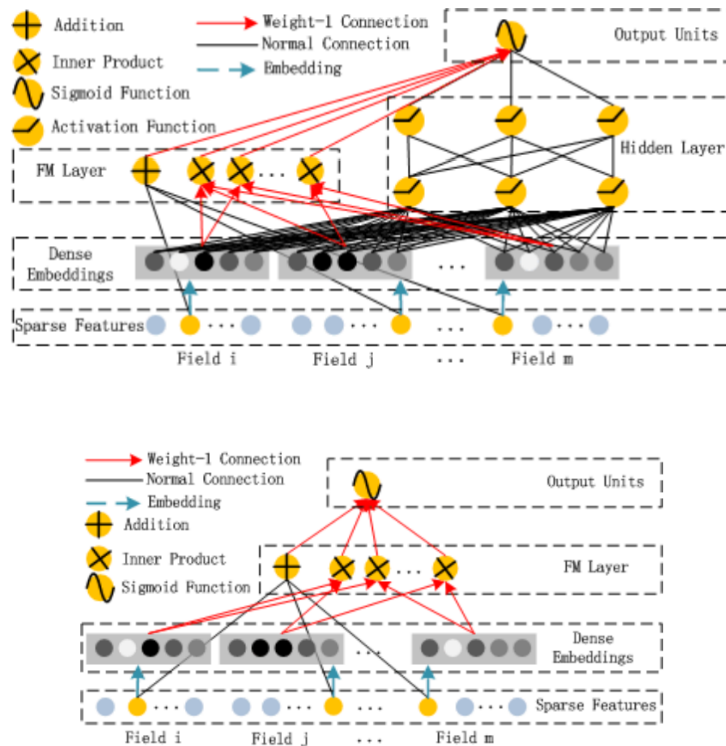 Addition
Weight-1 Connection
Normal Connection
Output Units
Inner Product
Embedding
Sigmoid Function
Activation Function
Hidden Layer
FM Layer
...
Dense
Embeddings
...
Sparse Features
... ... ... ...
Field i Field j ... Field m
Weight-1 Connection
Normal Connection
Embedding
Output Units
Addition
Inner Product
Sigmoid Function
...
FM Layer
Dense
Embeddings
...
... ... ... ...
Sparse Features
Field i Field j ... Field m